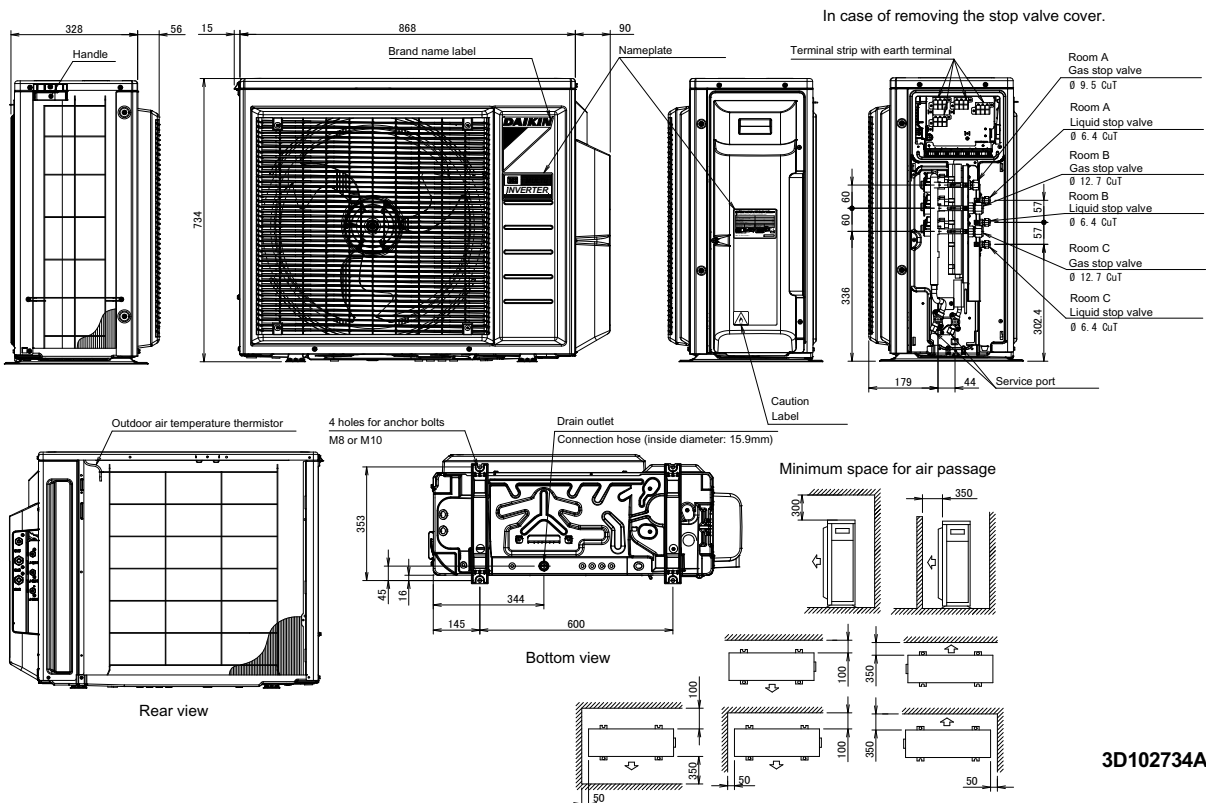 In case of removing the stop valve cover.
328
56
15
868
90
Handle
Brand name label
Nameplate
Terminal strip with earth terminal
Room A
Gas stop valve
Ø 9.5 CuT
Room A
Liquid stop valve
Ø 6.4 CuT
Room B
Gas stop valve
Ø 12.7 CuT
Room B
Liquid stop valve
Ø 6.4 CuT
Room C
Gas stop valve
Ø 12.7 CuT
Room C
Liquid stop valve
Ø 6.4 CuT
DAIKIN
INVERTER
734
60
60
336
57
57
302.4
179
44
Service port
Caution
Label
Outdoor air temperature thermistor
4 holes for anchor bolts
M8 or M10
Drain outlet
Connection hose (inside diameter: 15.9mm)
Minimum space for air passage
353
45
16
344
145
600
Bottom view
Rear view
300
350
100
350
100
350
50
100
50
350
50
3D102734A